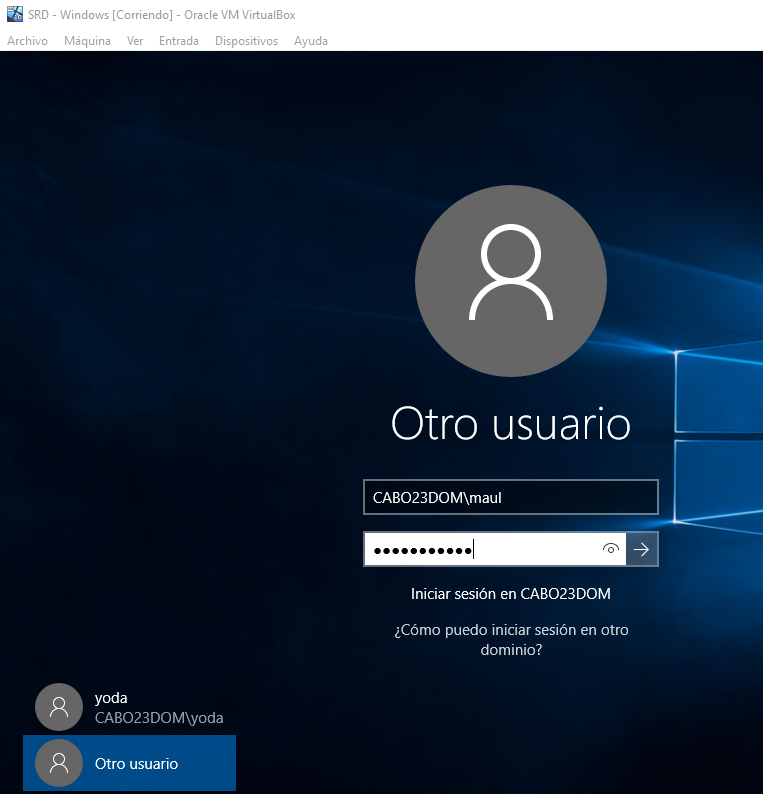 SRD - Windows [Corriendo] - Oracle VM VirtualBox
Archivo Máquina Ver Entrada Dispositivos Ayuda
Otro usuario
CABO23DOM\maul
●●●●●●●●●●●
Iniciar sesión en CABO23DOM
¿Cómo puedo iniciar sesión en otro
dominio?
yoda
CABO23DOM\yoda
Otro usuario